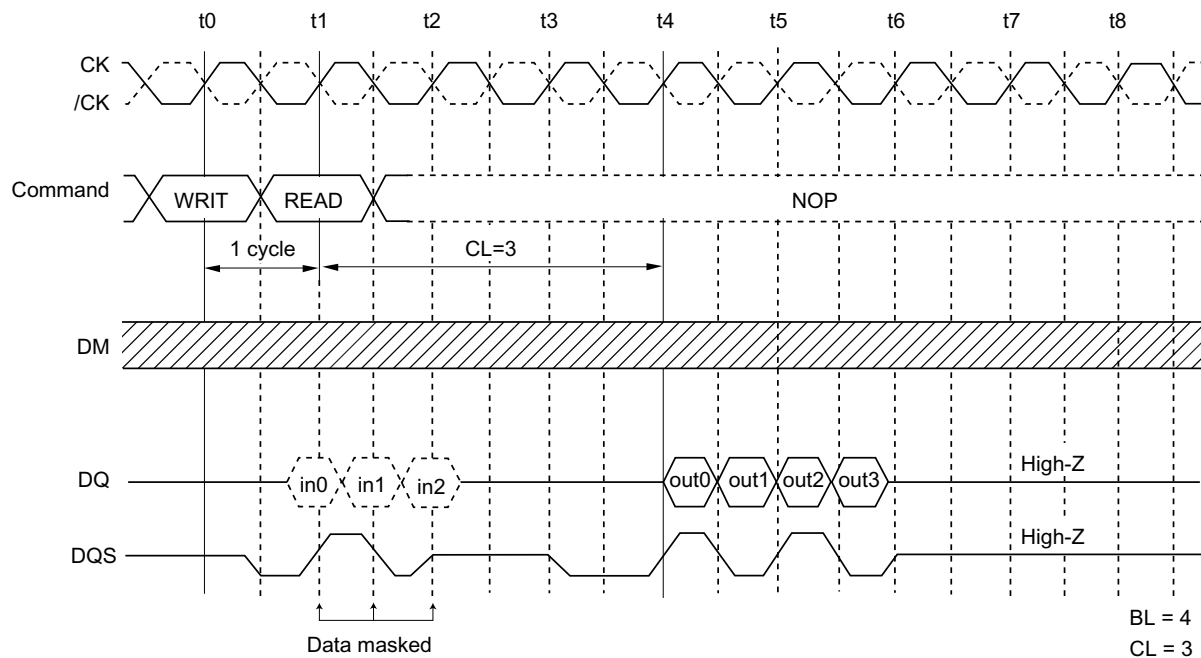 t0 t1 t2 t3 t4 t5 t6 t7 t8
CK
/CK
Command WRIT READ NOP
1 cycle CL=3
DM
DQ in0 in1 in2 out0 out1 out2 out3 High-Z
DQS High-Z
Data masked
BL = 4
CL = 3